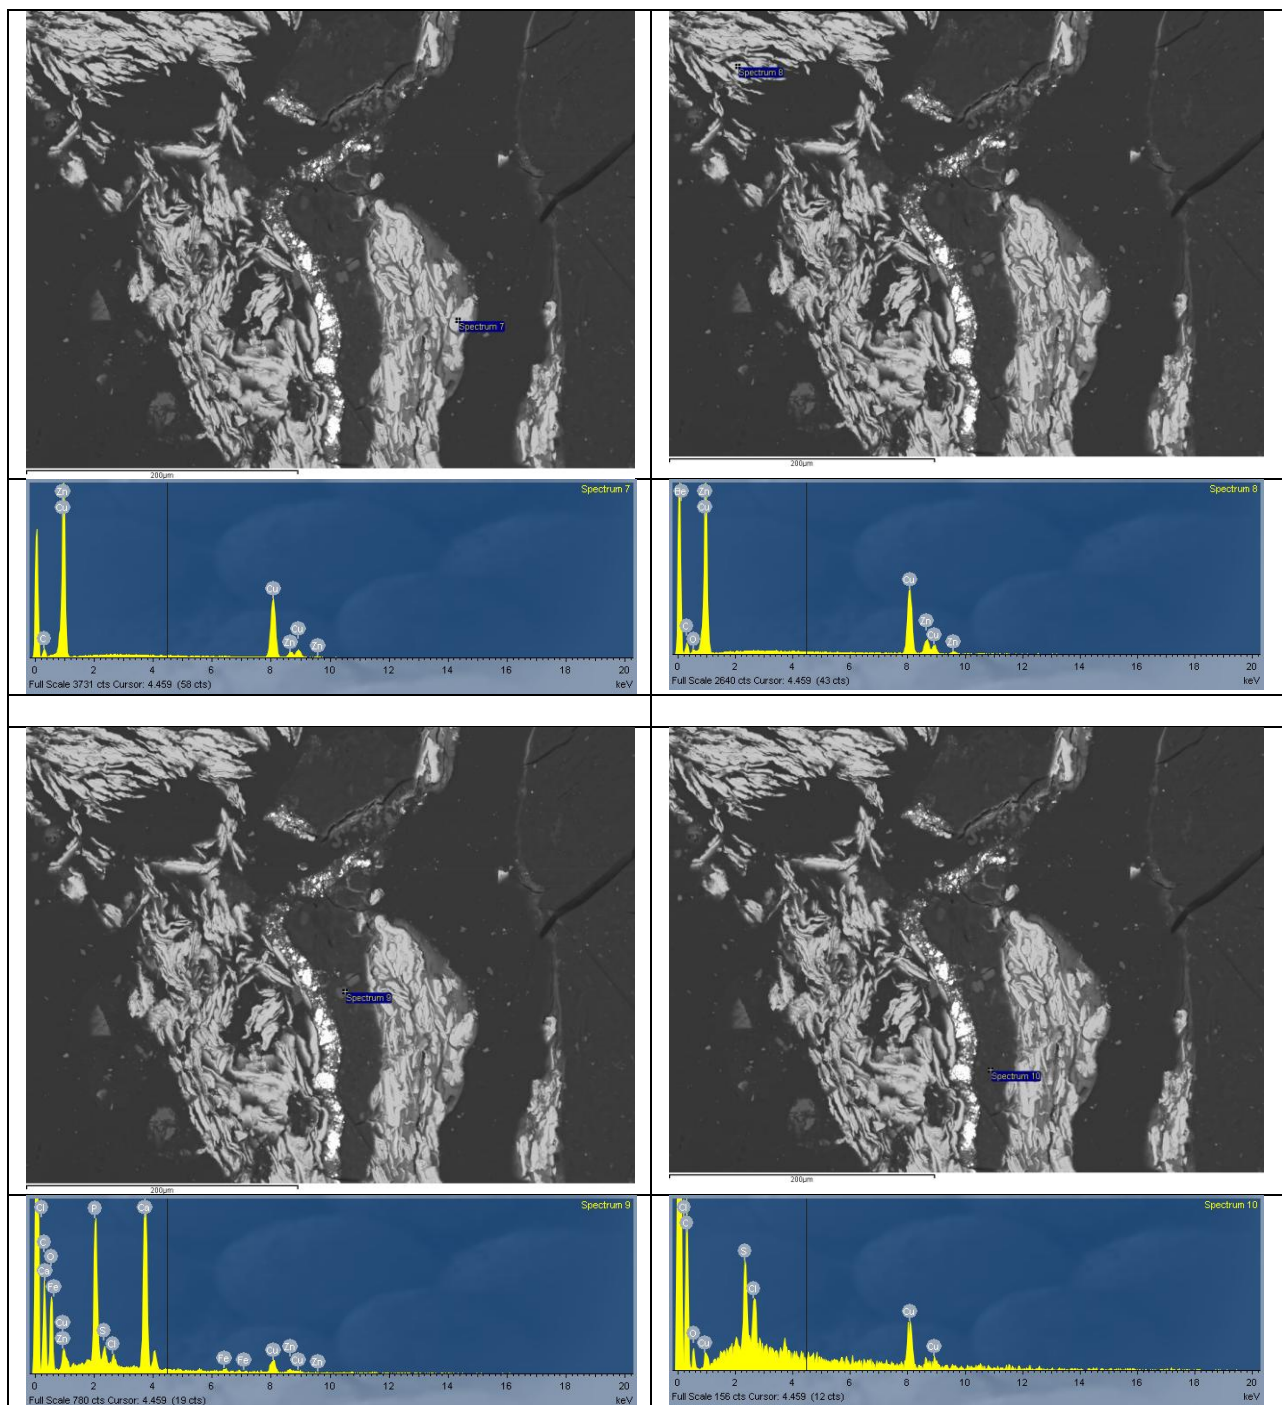 Spectrum 7
200µm
Spectrum 8
200µm
Spectrum 7
Zn
Cu
C
Cu
Zn
Cu
Zn
0 2 4 6 8 10 12 14 16 18 20
Full Scale 3731 cts Cursor: 4.459 (58 cts) keV
Spectrum 8
Be
Zn
Cu
C
O
Cu
Zn
Cu
Zn
0 2 4 6 8 10 12 14 16 18 20
Full Scale 2640 cts Cursor: 4.459 (43 cts) keV
Spectrum 9
200µm
Spectrum 10
200µm
Spectrum 9
Cl
P
Ca
C
O
Ca
Fe
Cu
Zn
S
Cl
Fe
Fe
Cu
Zn
Cu
Zn
0 2 4 6 8 10 12 14 16 18 20
Full Scale 780 cts Cursor: 4.459 (19 cts) keV
Spectrum 10
Cl
C
O
Cu
S
Cl
Cu
Cu
0 2 4 6 8 10 12 14 16 18 20
Full Scale 156 cts Cursor: 4.459 (12 cts) keV